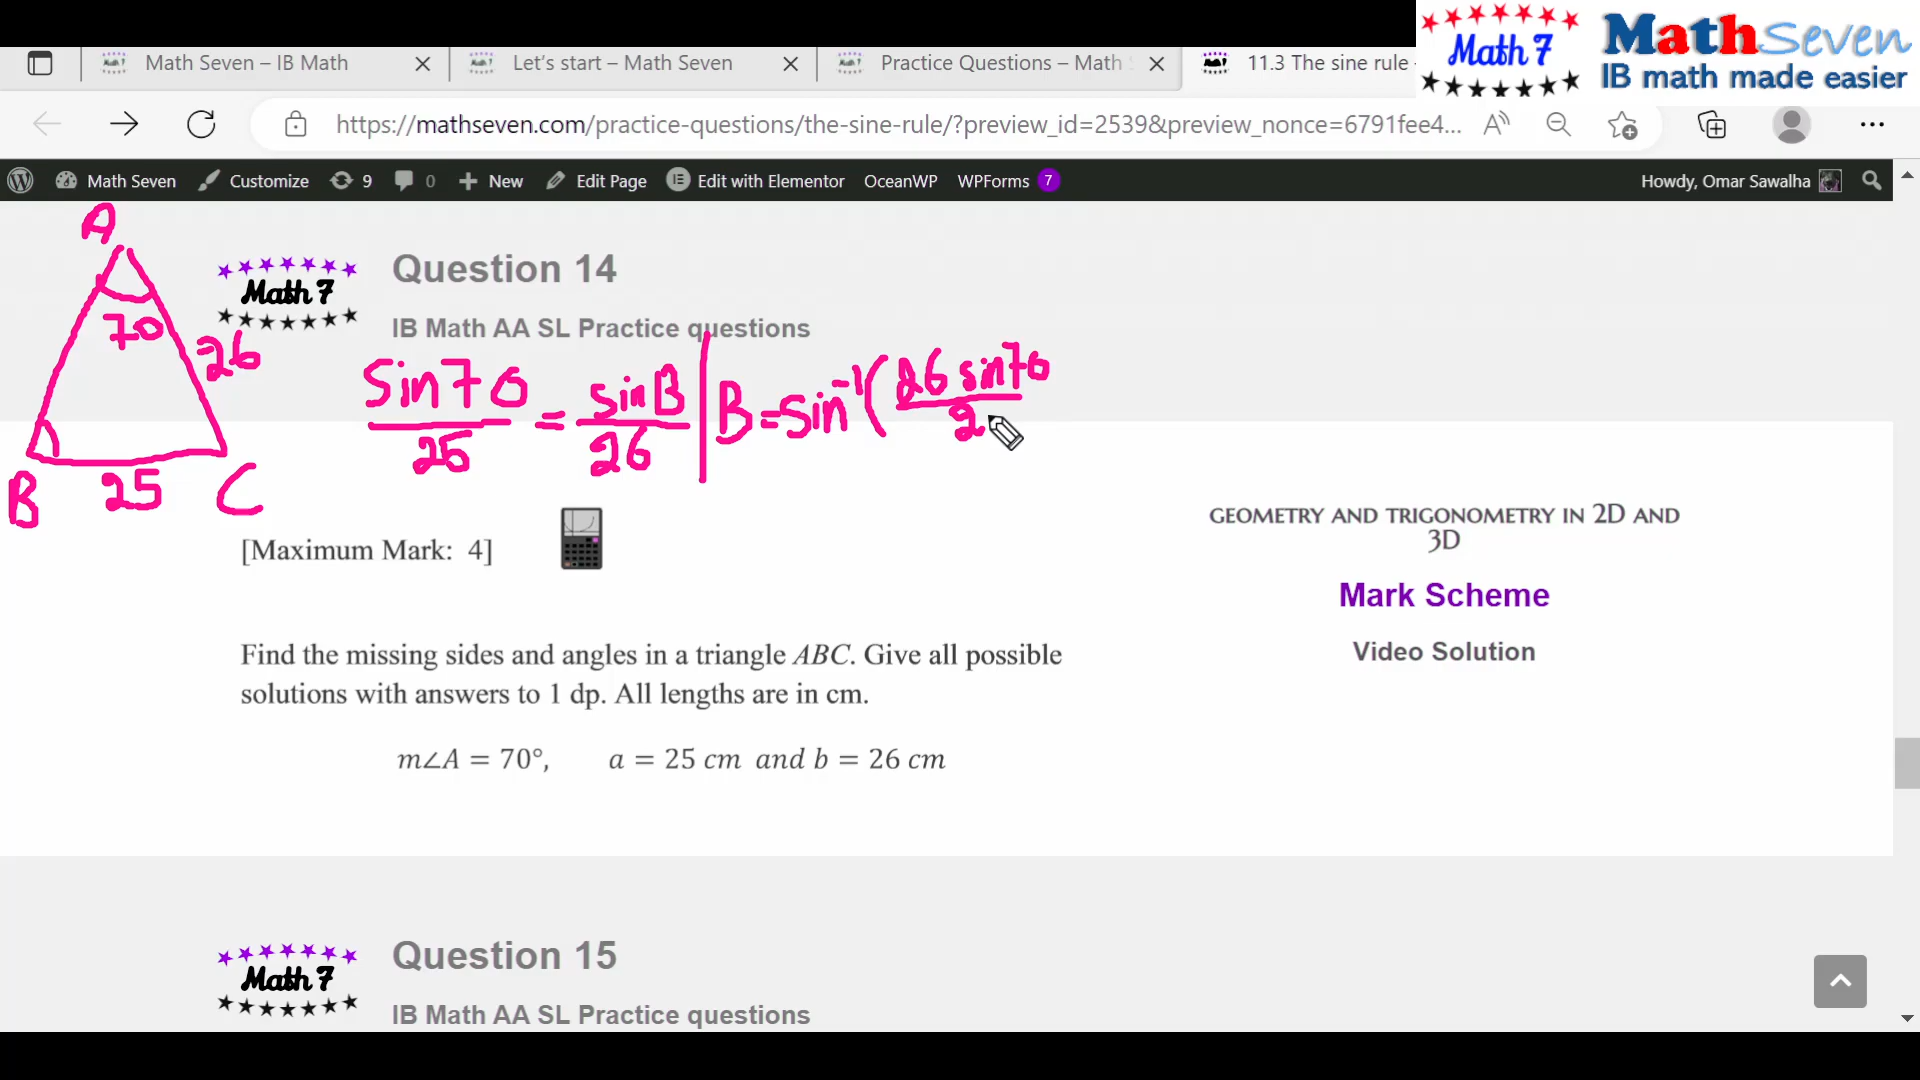 Math 7
MathSeven
IB math made easier
Math Seven – IB Math
Let's start – Math Seven
Practice Questions – Math S
11.3 The sine rule -
https://mathseven.com/practice-questions/the-sine-rule/?preview_id=2539&preview_nonce=6791fee4...
Math Seven
Customize
9
0
New
Edit Page
Edit with Elementor
OceanWP
WPForms 7
Howdy, Omar Sawalha
A
70
26
B
25
C
Math 7
Question 14
IB Math AA SL Practice questions
sin70/25 = sinB/26 | B=sin⁻¹(26 sin70/2
[Maximum Mark: 4]
GEOMETRY AND TRIGONOMETRY IN 2D AND
3D
Mark Scheme
Video Solution
Find the missing sides and angles in a triangle ABC. Give all possible
solutions with answers to 1 dp. All lengths are in cm.
m∠A = 70°, a = 25 cm and b = 26 cm
Math 7
Question 15
IB Math AA SL Practice questions